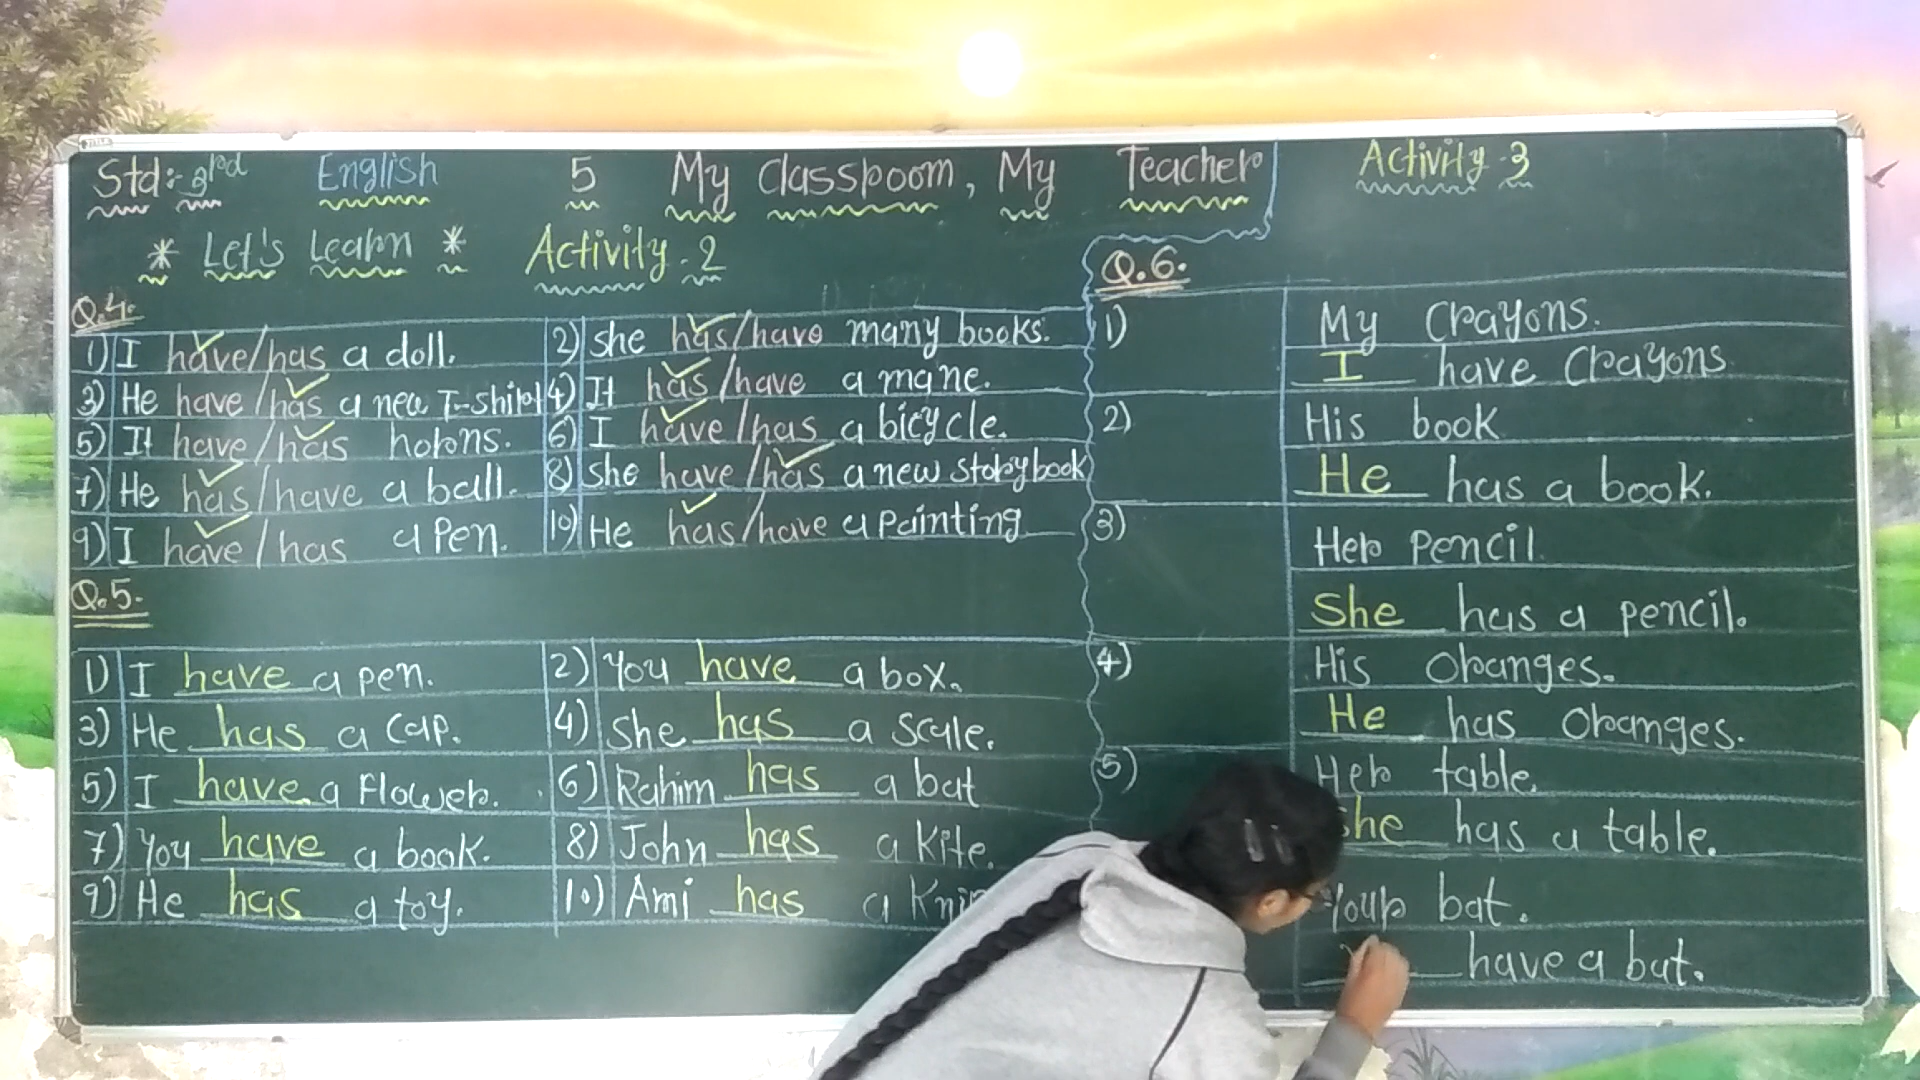 Std:- 3rd English 5 My Classroom, My Teacher
* Let's Learn * Activity - 2
Q.4.
1) I have/has a doll.
2) She has/have many books.
3) He have/has a new T-shirt
4) It has/have a mane.
5) It have/has horns.
6) I have/has a bicycle.
7) He has/have a ball.
8) She have/has a new storybook
9) I have/has a Pen.
10) He has/have a painting
Q.5.
1) I have a pen.
2) You have a box.
3) He has a cap.
4) She has a scale.
5) I have a flower.
6) Rahim has a bat
7) You have a book.
8) John has a kite.
9) He has a toy.
10) Ami has a
Activity - 3
Q.6.
1) My Crayons.
I have Crayons
2) His book
He has a book.
3) Her Pencil.
She has a pencil.
4) His Oranges.
He has Oranges.
5) Her table.
She has a table.
Your bat.
have a bat.